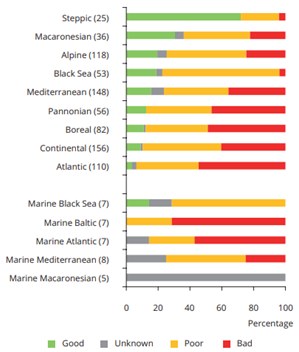 Steppic (25)
Macaronesian (36)
Alpine (118)
Black Sea (53)
Mediterranean (148)
Pannonian (56)
Boreal (82)
Continental (156)
Atlantic (110)
Marine Black Sea (7)
Marine Baltic (7)
Marine Atlantic (7)
Marine Mediterranean (8)
Marine Macaronesian (5)
0 20 40 60 80 100
Percentage
Good Unknown Poor Bad